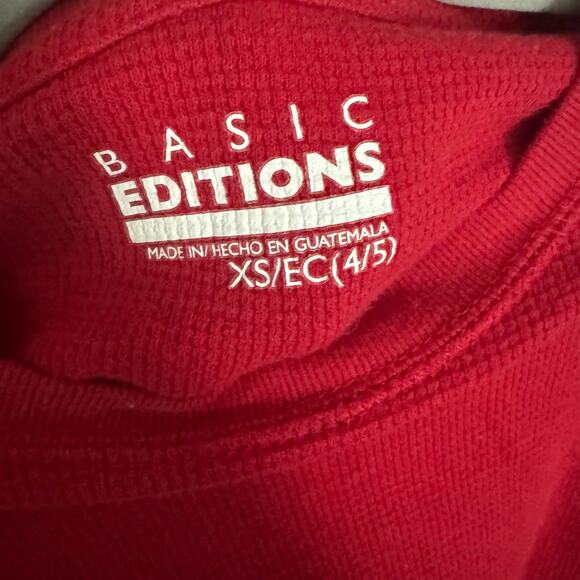 BASIC
EDITIONS
MADE IN/ HECHO EN GUATEMALA
XS/EC(4/5)